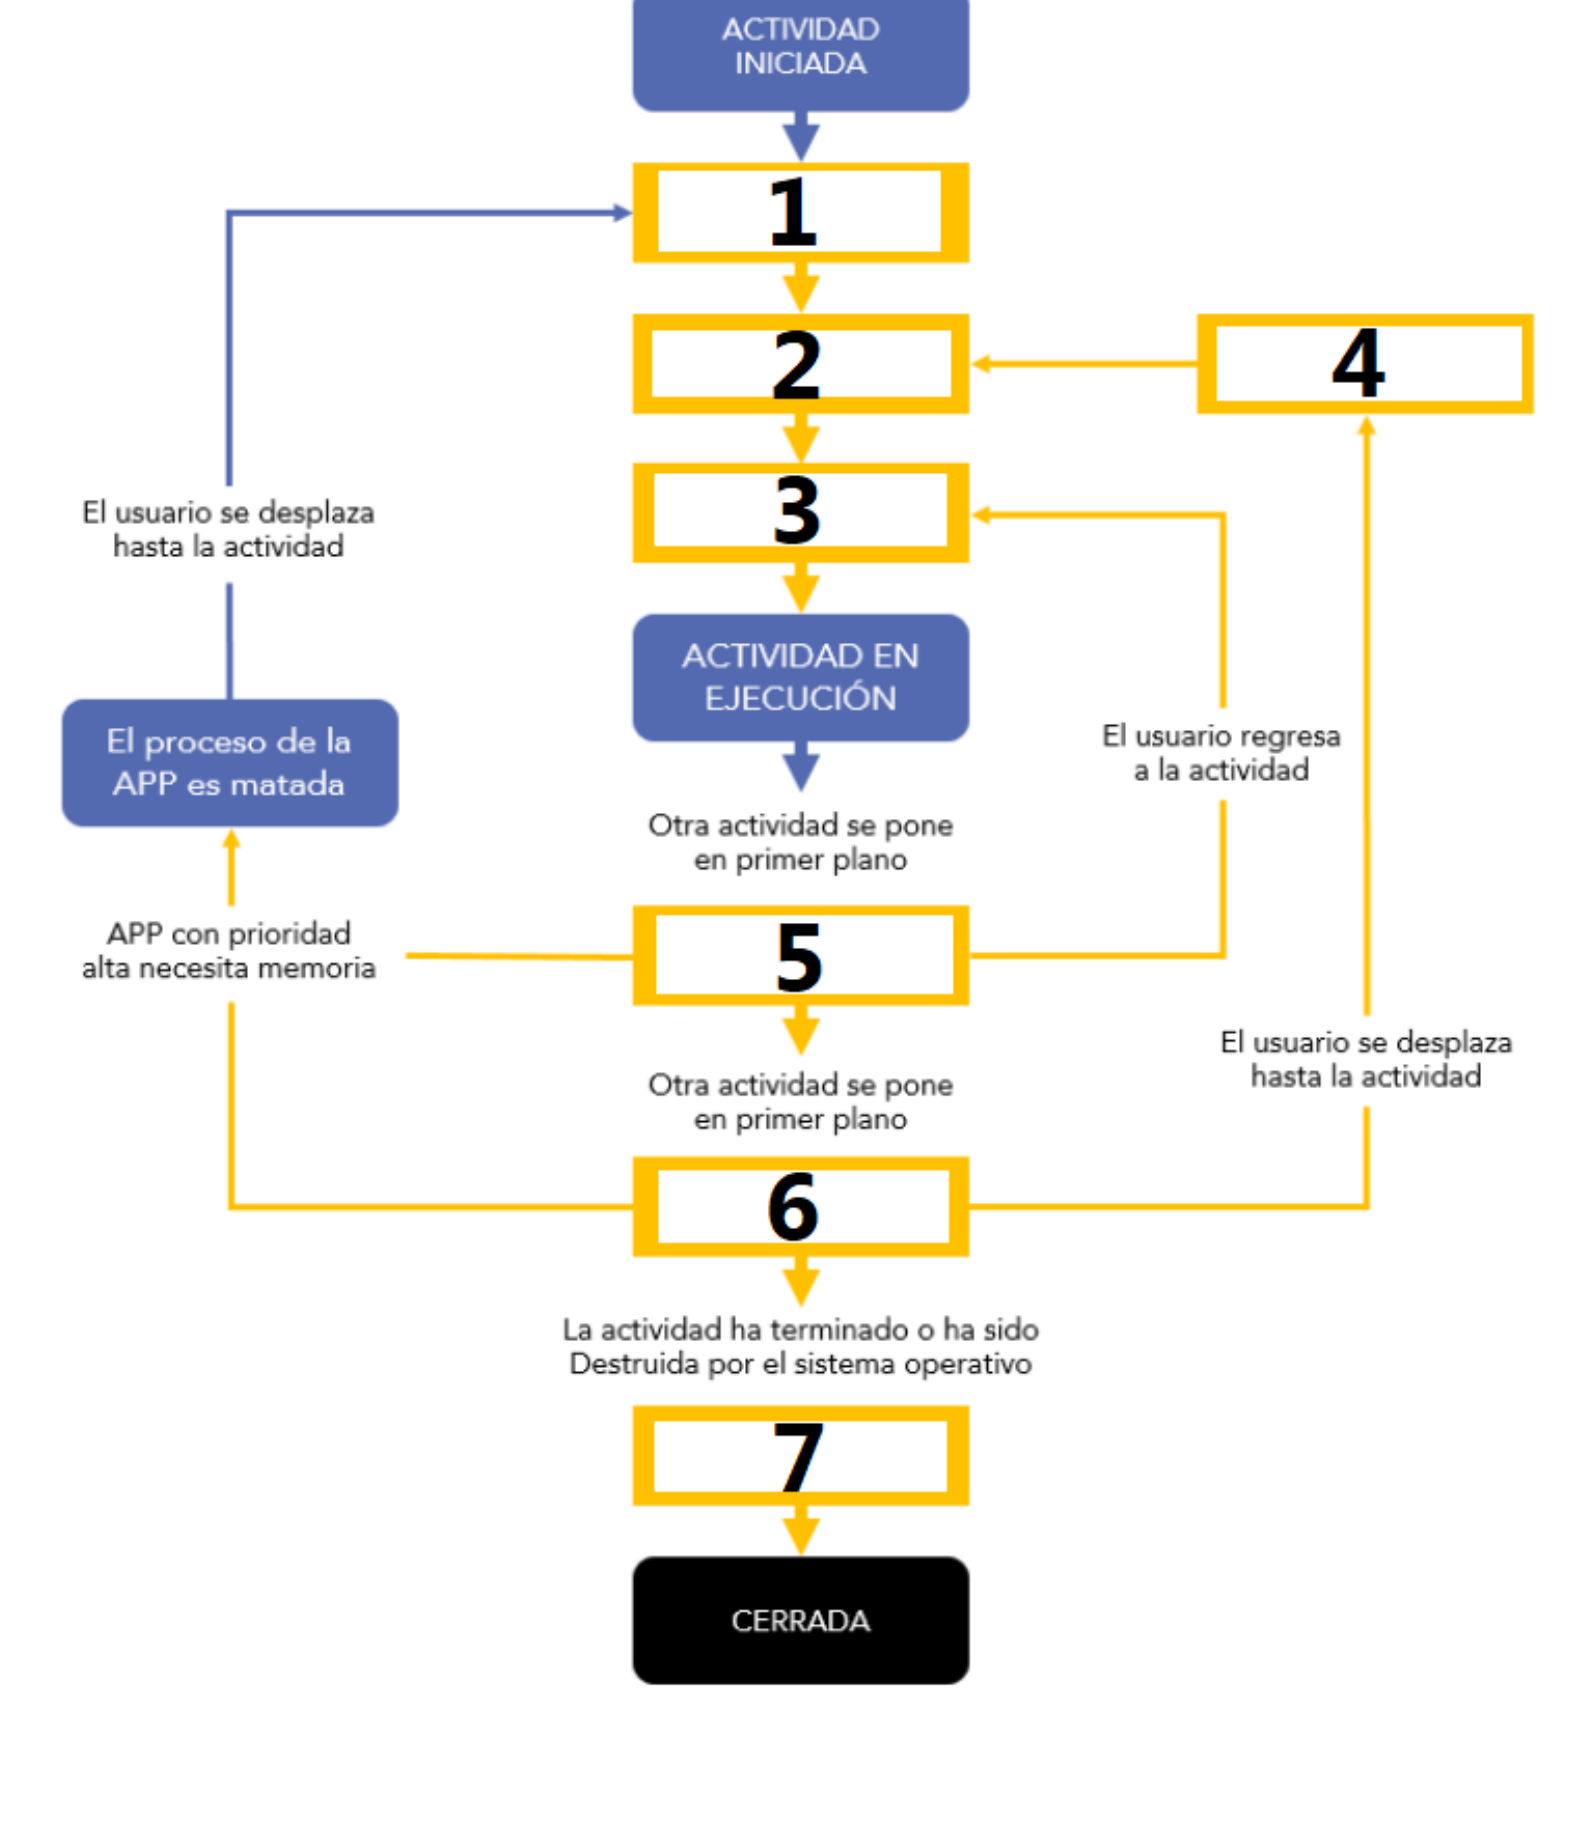 ACTIVIDAD
INICIADA
1
2
4
3
El usuario se desplaza
hasta la actividad
ACTIVIDAD EN
EJECUCIÓN
El proceso de la
APP es matada
El usuario regresa
a la actividad
Otra actividad se pone
en primer plano
APP con prioridad
alta necesita memoria
5
El usuario se desplaza
hasta la actividad
Otra actividad se pone
en primer plano
6
La actividad ha terminado o ha sido
Destruida por el sistema operativo
7
CERRADA